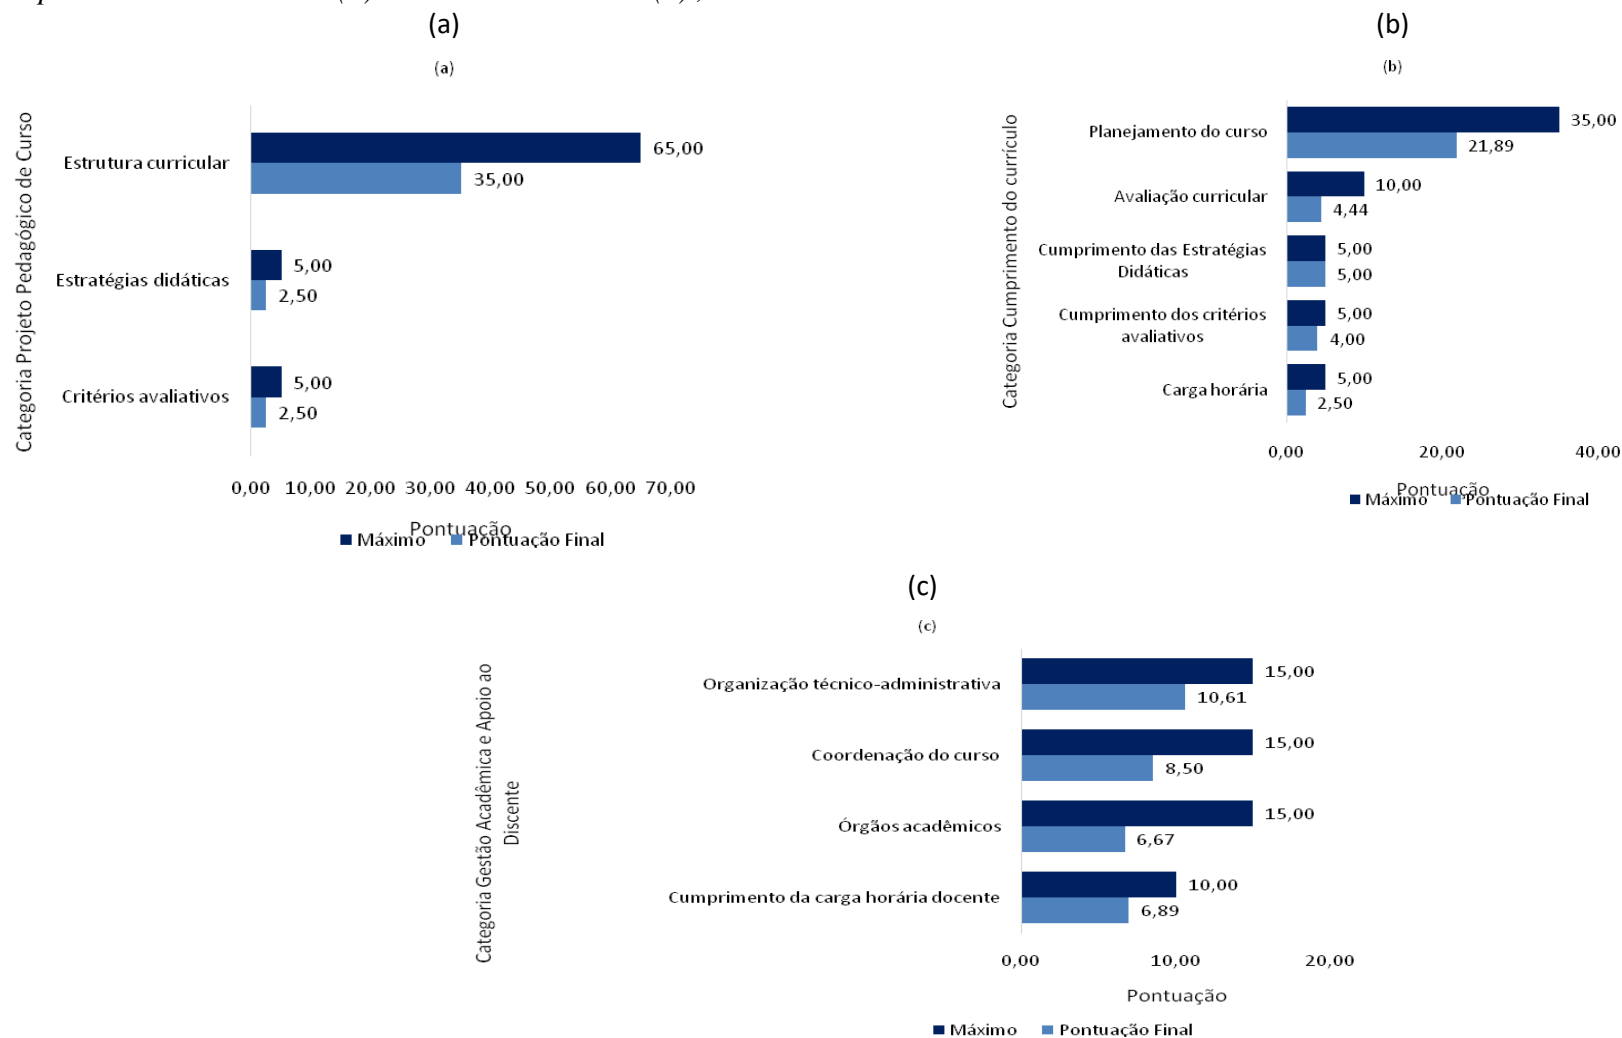 (a)
(a)
Categoria Projeto Pedagógico de Curso
Estrutura curricular
65,00
35,00
Estratégias didáticas
5,00
2,50
Critérios avaliativos
5,00
2,50
0,00 10,00 20,00 30,00 40,00 50,00 60,00 70,00
Pontuação
Máximo Pontuação Final
(b)
(b)
Categoria Cumprimento do currículo
Planejamento do curso
35,00
21,89
Avaliação curricular
10,00
4,44
Cumprimento das Estratégias
Didáticas
5,00
5,00
Cumprimento dos critérios
avaliativos
5,00
4,00
Carga horária
5,00
2,50
0,00 20,00 40,00
Pontuação
Máximo Pontuação Final
(c)
(c)
Categoria Gestão Acadêmica e Apoio ao
Discente
Organização técnico-administrativa
15,00
10,61
Coordenação do curso
15,00
8,50
Órgãos acadêmicos
15,00
6,67
Cumprimento da carga horária docente
10,00
6,89
0,00 10,00 20,00
Pontuação
Máximo Pontuação Final